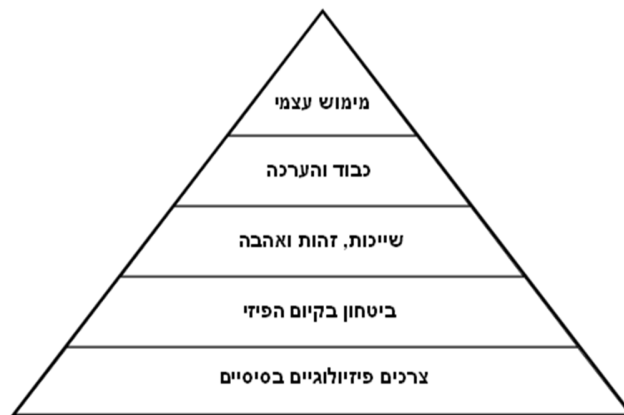 מימוש עצמי
כבוד והערכה
שייכות, זהות ואהבה
ביטחון בקיום הפיזי
צרכים פיזיולוגיים בסיסיים